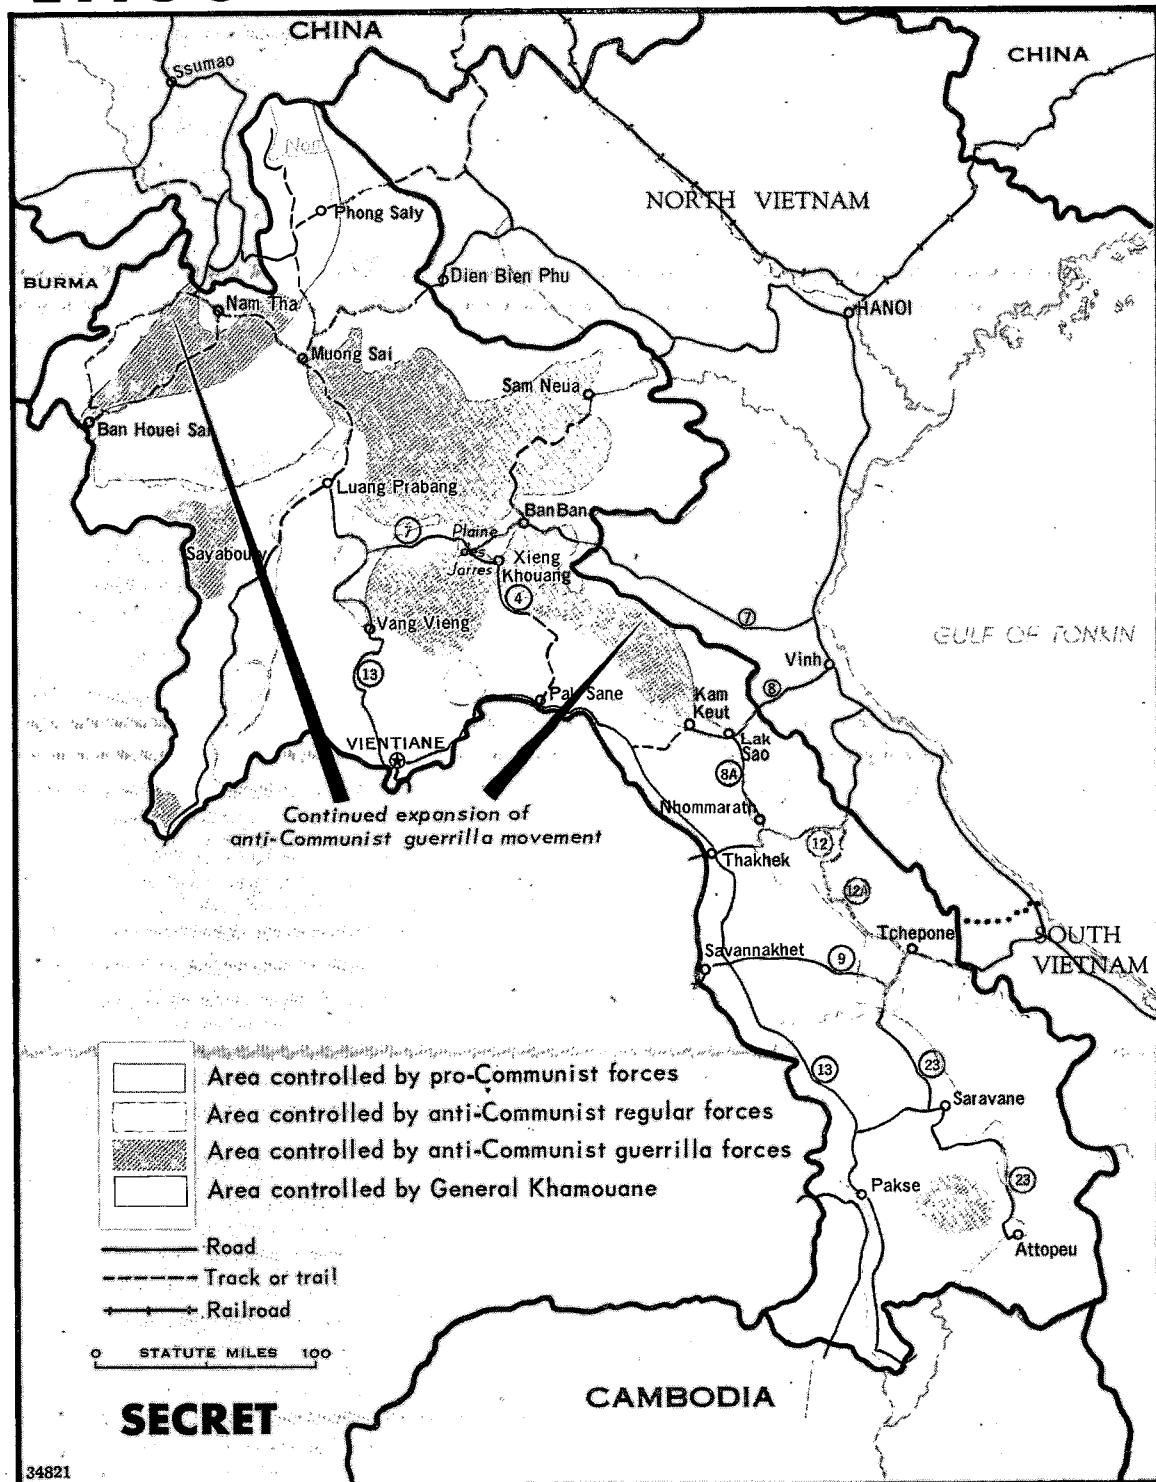 CHINA
CHINA
Ssumao
NORTH VIETNAM
Phong Saly
BURMA
Dien Bien Phu
Nam Tha
HANOI
Muong Sai
Sam Neua
Ban Houei Sai
Luang Prabang
Ban Ban
7
Plaine
des
Jarres
Xieng
Khouang
Sayaboury
4
7
Vang Vieng
GULF OF TONKIN
Vinh
13
8
Pak Sane
Kam
Keut
Lak
Sao
VIENTIANE
8A
Nhommarath
Continued expansion of
anti-Communist guerrilla movement
12
Thakhek
12A
Tchepone
SOUTH
VIETNAM
Savannakhet
9
13
23
Saravane
Pakse
23
Attopeu
Area controlled by pro-Communist forces
Area controlled by anti-Communist regular forces
Area controlled by anti-Communist guerrilla forces
Area controlled by General Khamouane
Road
Track or trail
Railroad
0 STATUTE MILES 100
SECRET
CAMBODIA
34821